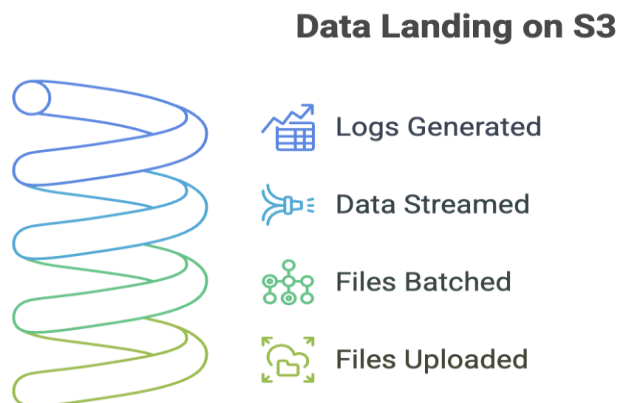 Data Landing on S3
Logs Generated
Data Streamed
Files Batched
Files Uploaded